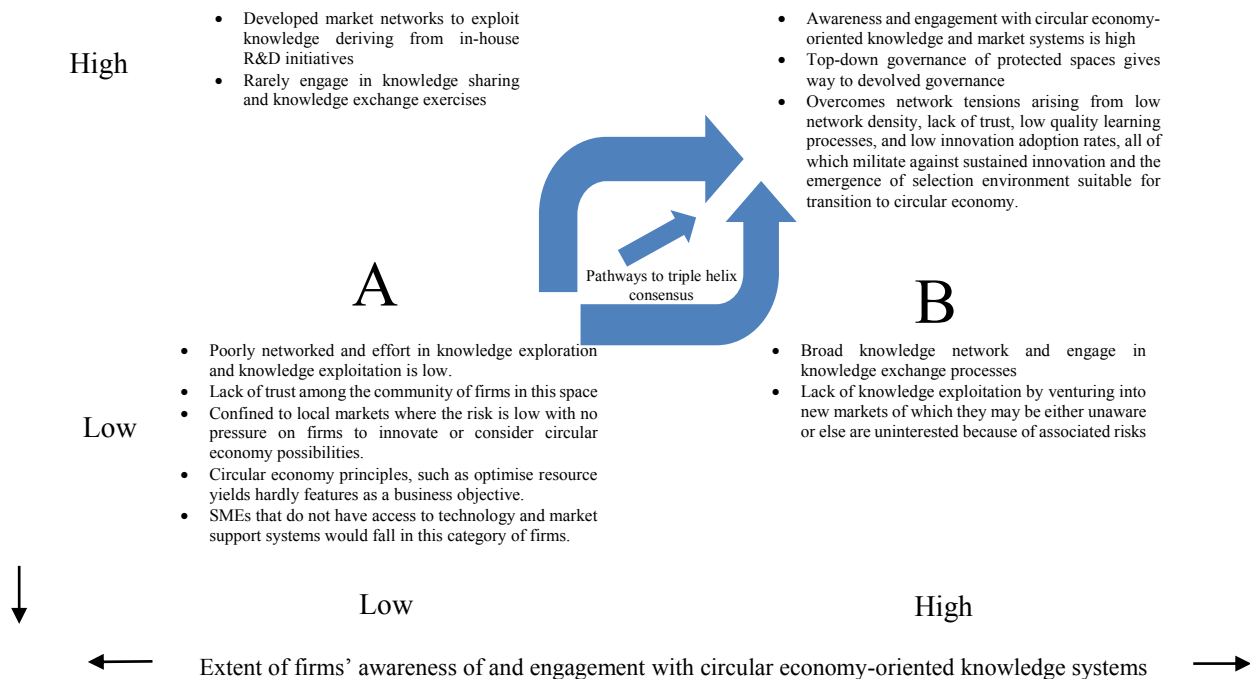 High
• Developed market networks to exploit
knowledge deriving from in-house
R&D initiatives
• Rarely engage in knowledge sharing
and knowledge exchange exercises
• Awareness and engagement with circular economy-
oriented knowledge and market systems is high
• Top-down governance of protected spaces gives
way to devolved governance
• Overcomes network tensions arising from low
network density, lack of trust, low quality learning
processes, and low innovation adoption rates, all of
which militate against sustained innovation and the
emergence of selection environment suitable for
transition to circular economy.
Pathways to triple helix
consensus
A
B
Low
• Poorly networked and effort in knowledge exploration
and knowledge exploitation is low.
• Lack of trust among the community of firms in this space
• Confined to local markets where the risk is low with no
pressure on firms to innovate or consider circular
economy possibilities.
• Circular economy principles, such as optimise resource
yields hardly features as a business objective.
• SMEs that do not have access to technology and market
support systems would fall in this category of firms.
• Broad knowledge network and engage in
knowledge exchange processes
• Lack of knowledge exploitation by venturing into
new markets of which they may be either unaware
or else are uninterested because of associated risks
Low
High
Extent of firms’ awareness of and engagement with circular economy-oriented knowledge systems